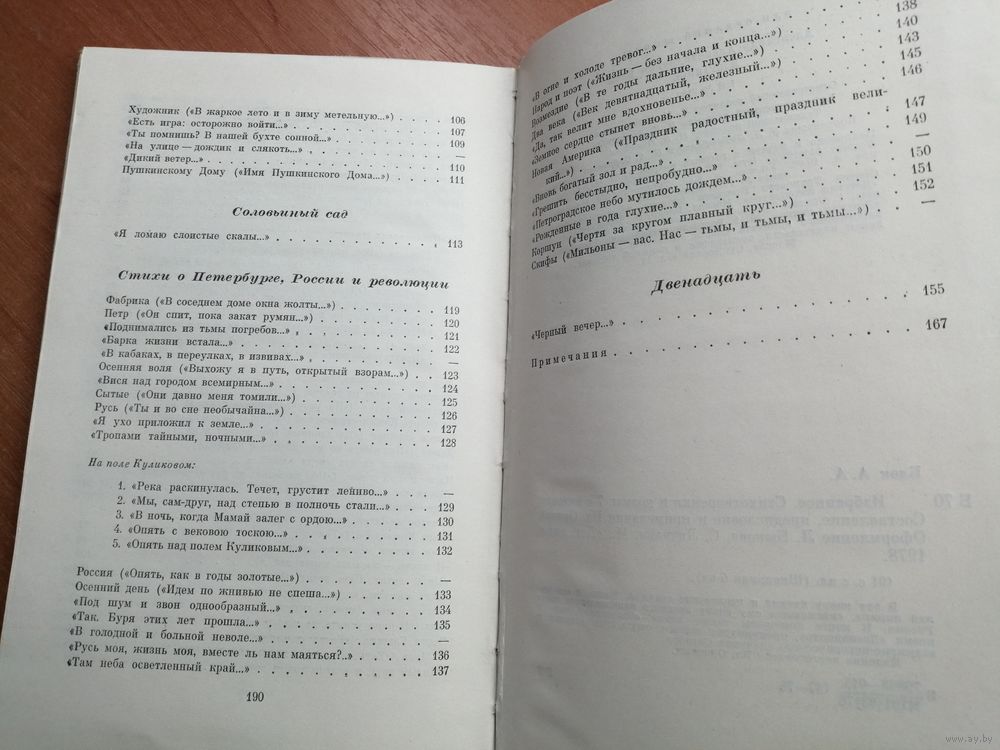 Художник («В жаркое лето и в зиму метельную...») . . . . 106
«Есть игра: осторожно войти...» . . . . . . . . . . 107
«Ты помнишь? В нашей бухте сонной...» . . . . . . . 109
«На улице — дождик и слякоть...» . . . . . . . . . —
«Дикий ветер...» . . . . . . . . . . . . . . . . 110
Пушкинскому Дому («Имя Пушкинского Дома...») . . . . . 111
Соловьиный сад
«Я ломаю слоистые скалы...» . . . . . . . . . . . . 113
Стихи о Петербурге, России и революции
Фабрика («В соседнем доме окна жолты...») . . . . . . . 119
Петр («Он спит, пока закат румян...») . . . . . . . . 120
«Поднимались из тьмы погребов...» . . . . . . . . . 121
«Барка жизни встала...» . . . . . . . . . . . . . 122
«В кабаках, в переулках, в извивах...» . . . . . . . . —
Осенняя воля («Выхожу я в путь, открытый взорам...») . . 123
«Вися над городом всемирным...» . . . . . . . . . . 124
Сытые («Они давно меня томили...») . . . . . . . . . 125
Русь («Ты и во сне необычайна...») . . . . . . . . . 126
«Я ухо приложил к земле...» . . . . . . . . . . . 127
«Тропами тайными, ночными...» . . . . . . . . . . 128
На поле Куликовом:
1. «Река раскинулась. Течет, грустит лениво...» . . . . —
2. «Мы, сам-друг, над степью в полночь стали...» . . . 129
3. «В ночь, когда Мамай залег с ордою...» . . . . . . 130
4. «Опять с вековою тоскою...» . . . . . . . . . . 131
5. «Опять над полем Куликовым...» . . . . . . . . . 132
Россия («Опять, как в годы золотые...») . . . . . . . . —
Осенний день («Идем по жнивью не спеша...») . . . . . . 133
«Под шум и звон однообразный...» . . . . . . . . . . 134
«Так. Буря этих лет прошла...» . . . . . . . . . . . 135
«В голодной и больной неволе...» . . . . . . . . . . —
«Русь моя, жизнь моя, вместе ль нам маяться?..» . . . . . 136
«Там неба осветленный край...» . . . . . . . . . . . 137
190
«В огне и холоде тревог...» . . . . . . . . . . . 138
Народ и поэт («Жизнь — без начала и конца...») . . . . . 140
Возмездие («В те годы дальние, глухие...») . . . . . . 143
Два века («Век девятнадцатый, железный...») . . . . . . 145
«Да, так велит мне вдохновенье...» . . . . . . . . . 146
«Земное сердце стынет вновь...» . . . . . . . . . .
Новая Америка («Праздник радостный, праздник вели-
кий...») . . . . . . . . . . . . . . . . . . 147
«Вновь богатый зол и рад...» . . . . . . . . . . . 149
«Грешить бесстыдно, непробудно...» . . . . . . . . . —
«Петроградское небо мутилось дождем...» . . . . . . . 150
«Рожденные в года глухие...» . . . . . . . . . . . 151
Коршун («Чертя за кругом плавный круг...») . . . . . . 152
Скифы («Мильоны — вас. Нас — тьмы, и тьмы, и тьмы...») . . —
Двенадцать
«Черный вечер...» . . . . . . . . . . . . . . . 155
Примечания . . . . . . . . . . . . . . . . . 167
www.ay.by